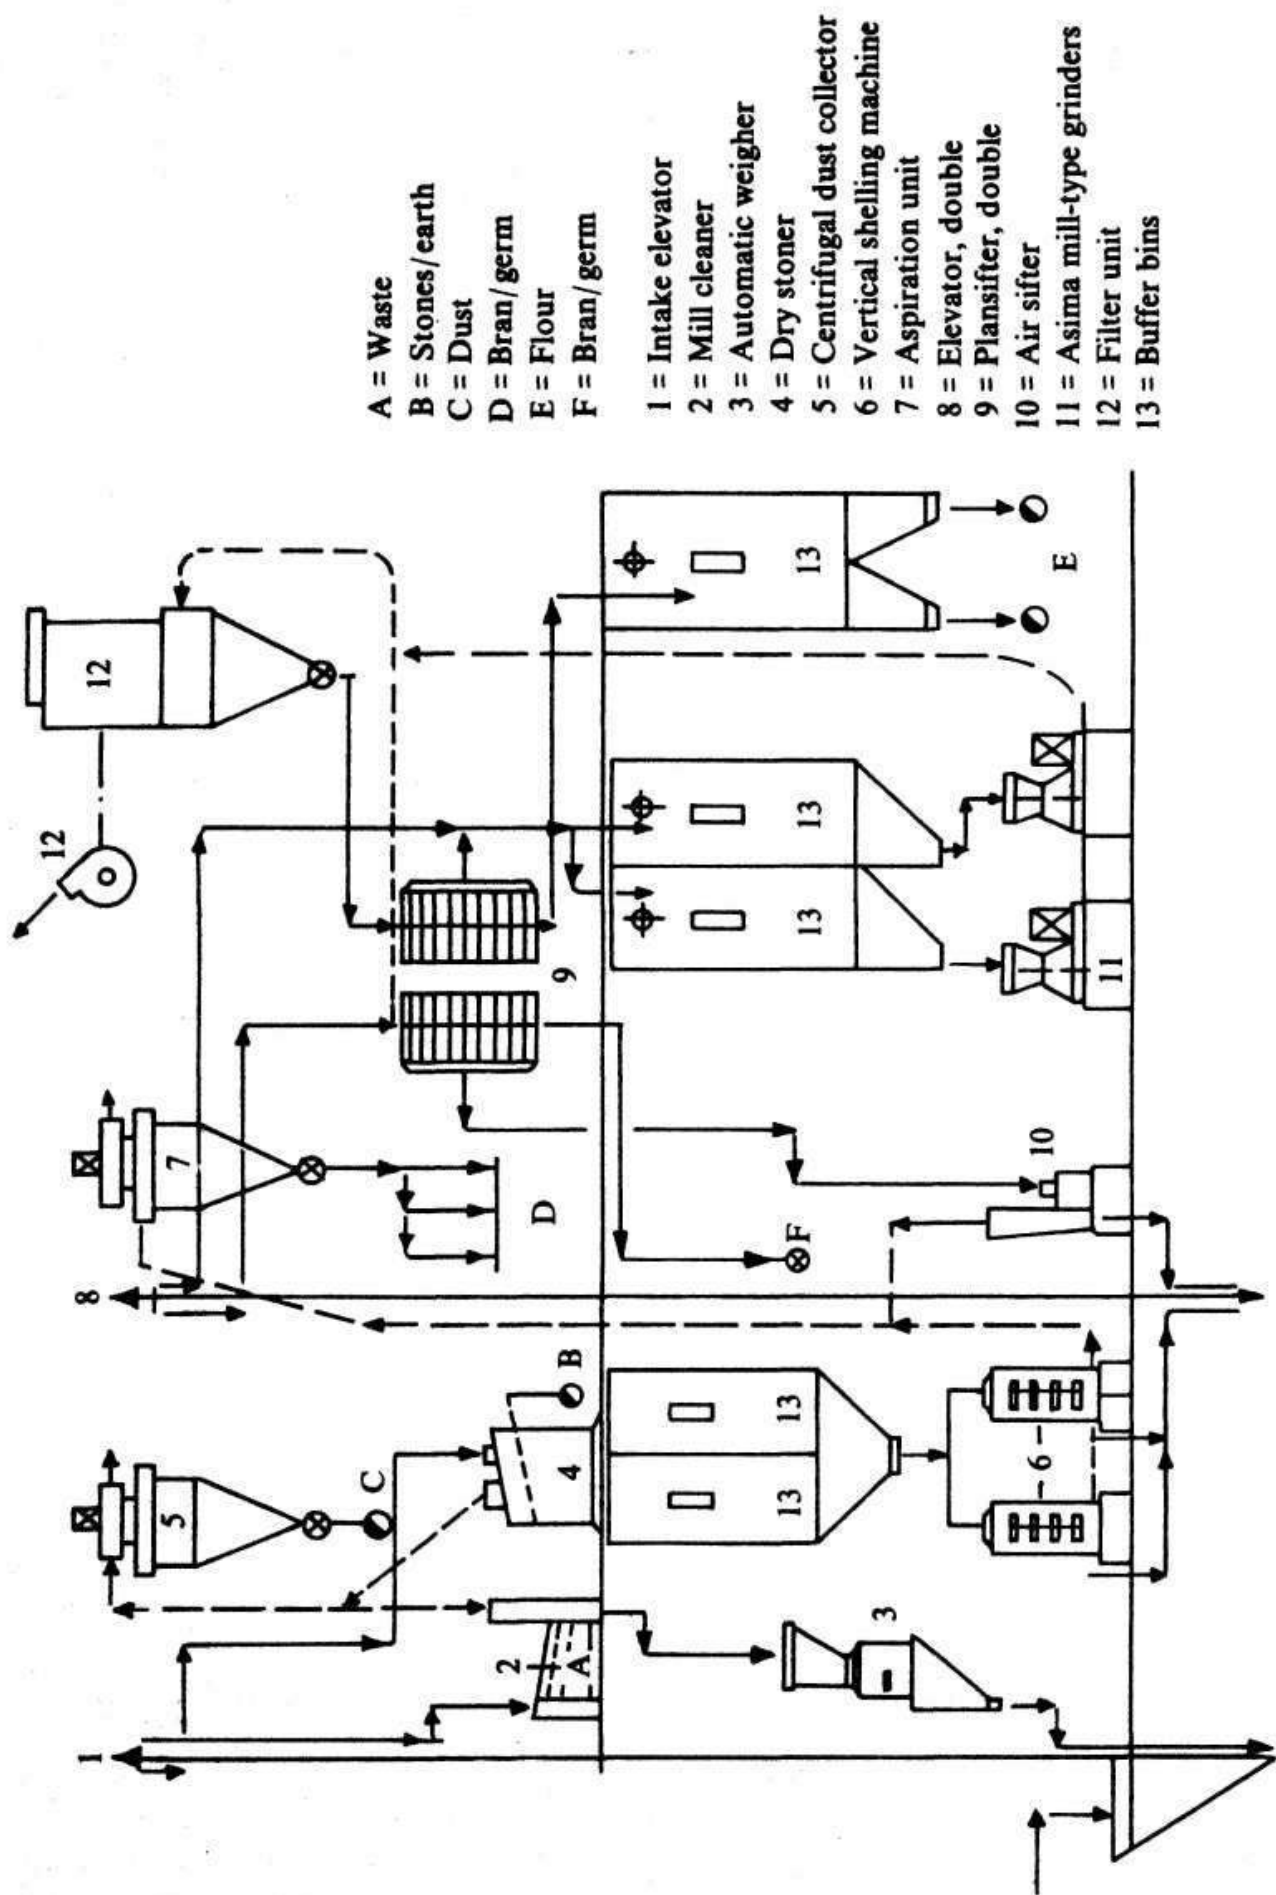 A = Waste
B = Stones/earth
C = Dust
D = Bran/germ
E = Flour
F = Bran/germ
1 = Intake elevator
2 = Mill cleaner
3 = Automatic weigher
4 = Dry stoner
5 = Centrifugal dust collector
6 = Vertical shelling machine
7 = Aspiration unit
8 = Elevator, double
9 = Plansifter, double
10 = Air sifter
11 = Asima mill-type grinders
12 = Filter unit
13 = Buffer bins
1
8
5
7
12
12
C
2
A
4
B
D
9
13
13
F
13
13
13
3
6
10
11
E